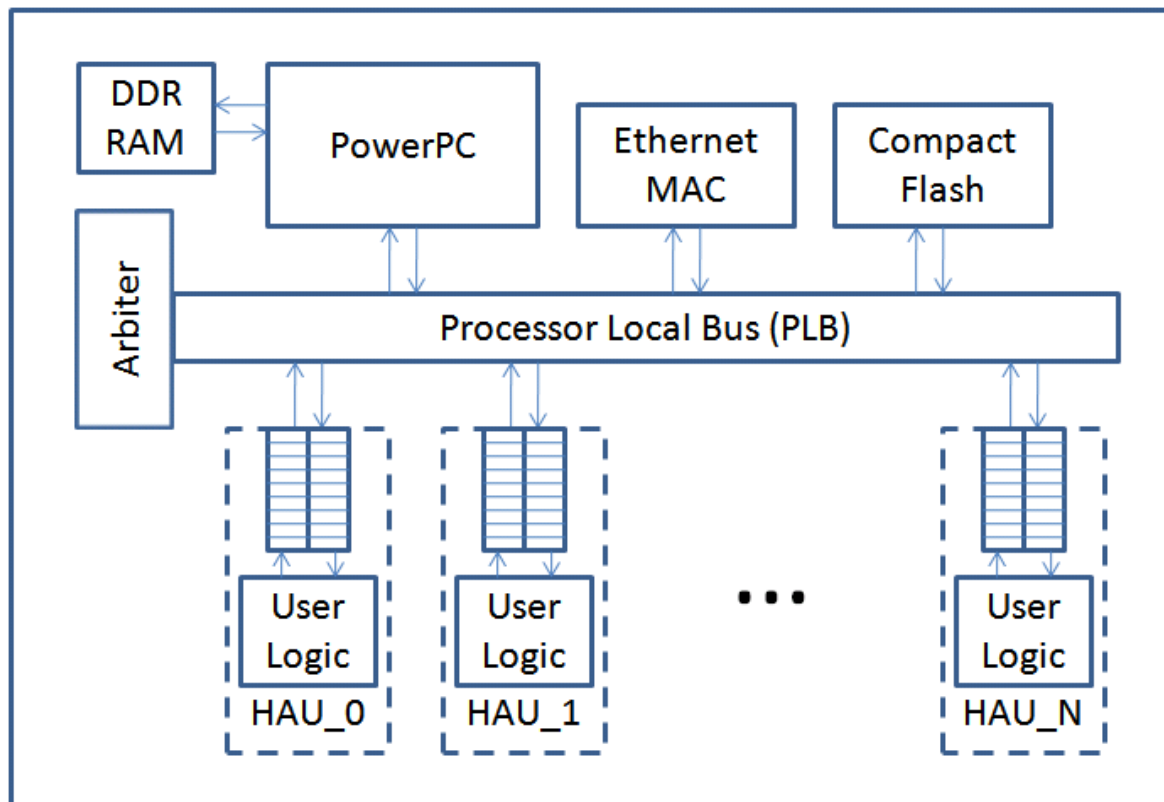 DDR
RAM
PowerPC
Ethernet
MAC
Compact
Flash
Arbiter
Processor Local Bus (PLB)
User
Logic
HAU_0
User
Logic
HAU_1
...
User
Logic
HAU_N